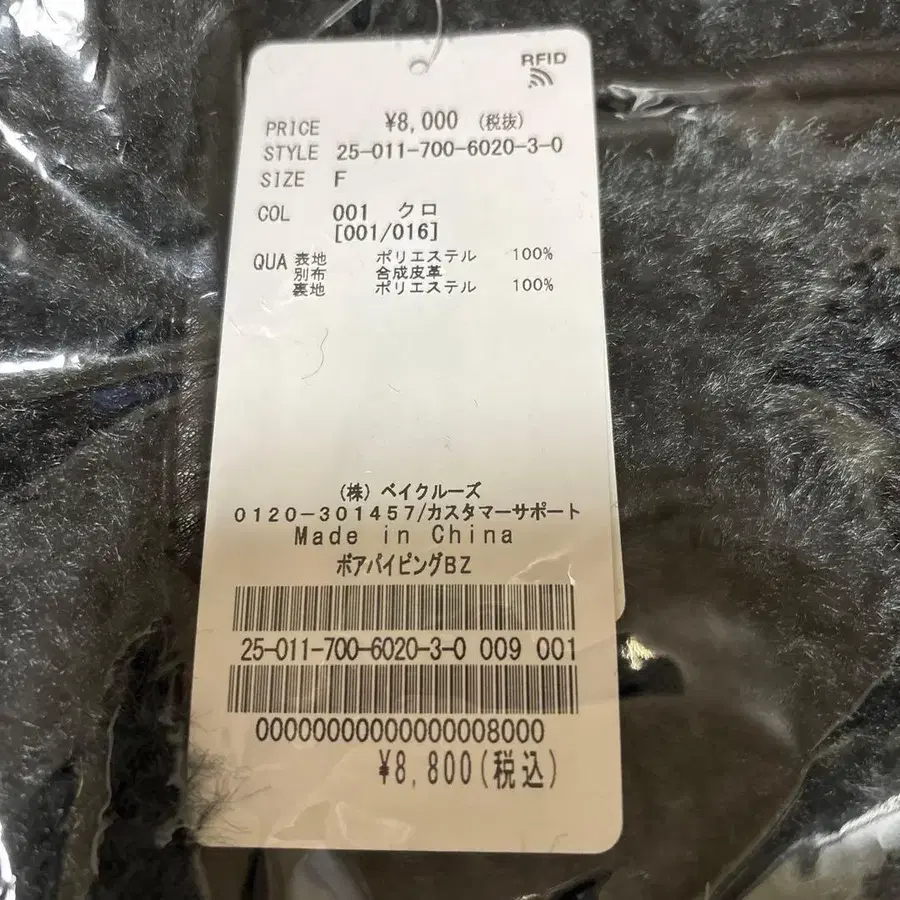 RFID
PRICE ¥8,000 (税抜)
STYLE 25-011-700-6020-3-0
SIZE F
COL 001 クロ
[001/016]
QUA 表地 ポリエステル 100%
別布 合成皮革
裏地 ポリエステル 100%
(株) ベイクルーズ
0120-301457/カスタマーサポート
Made in China
ボアパイピングBZ
25-011-700-6020-3-0 009 001
00000000000000008000
¥8,800(税込)